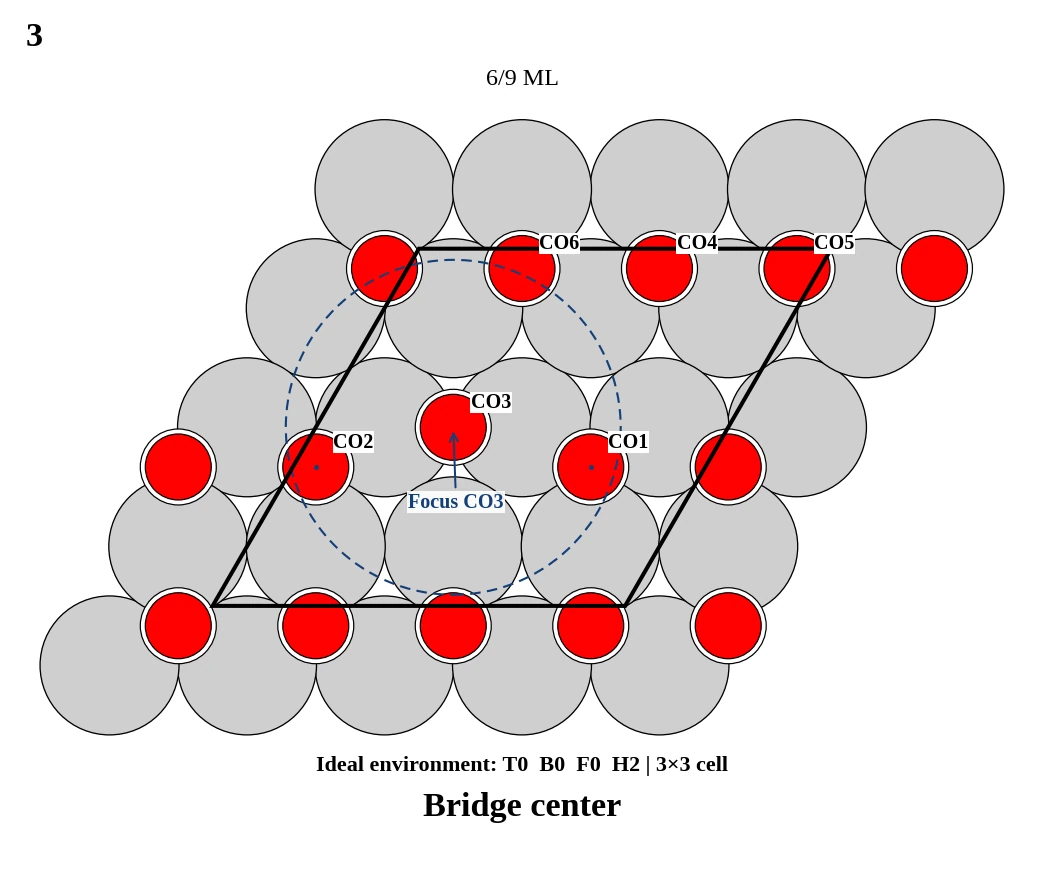 3
6/9 ML
CO6
CO4
CO5
CO3
CO2
CO1
Focus CO3
Ideal environment: T0  B0  F0  H2 | 3×3 cell
Bridge center